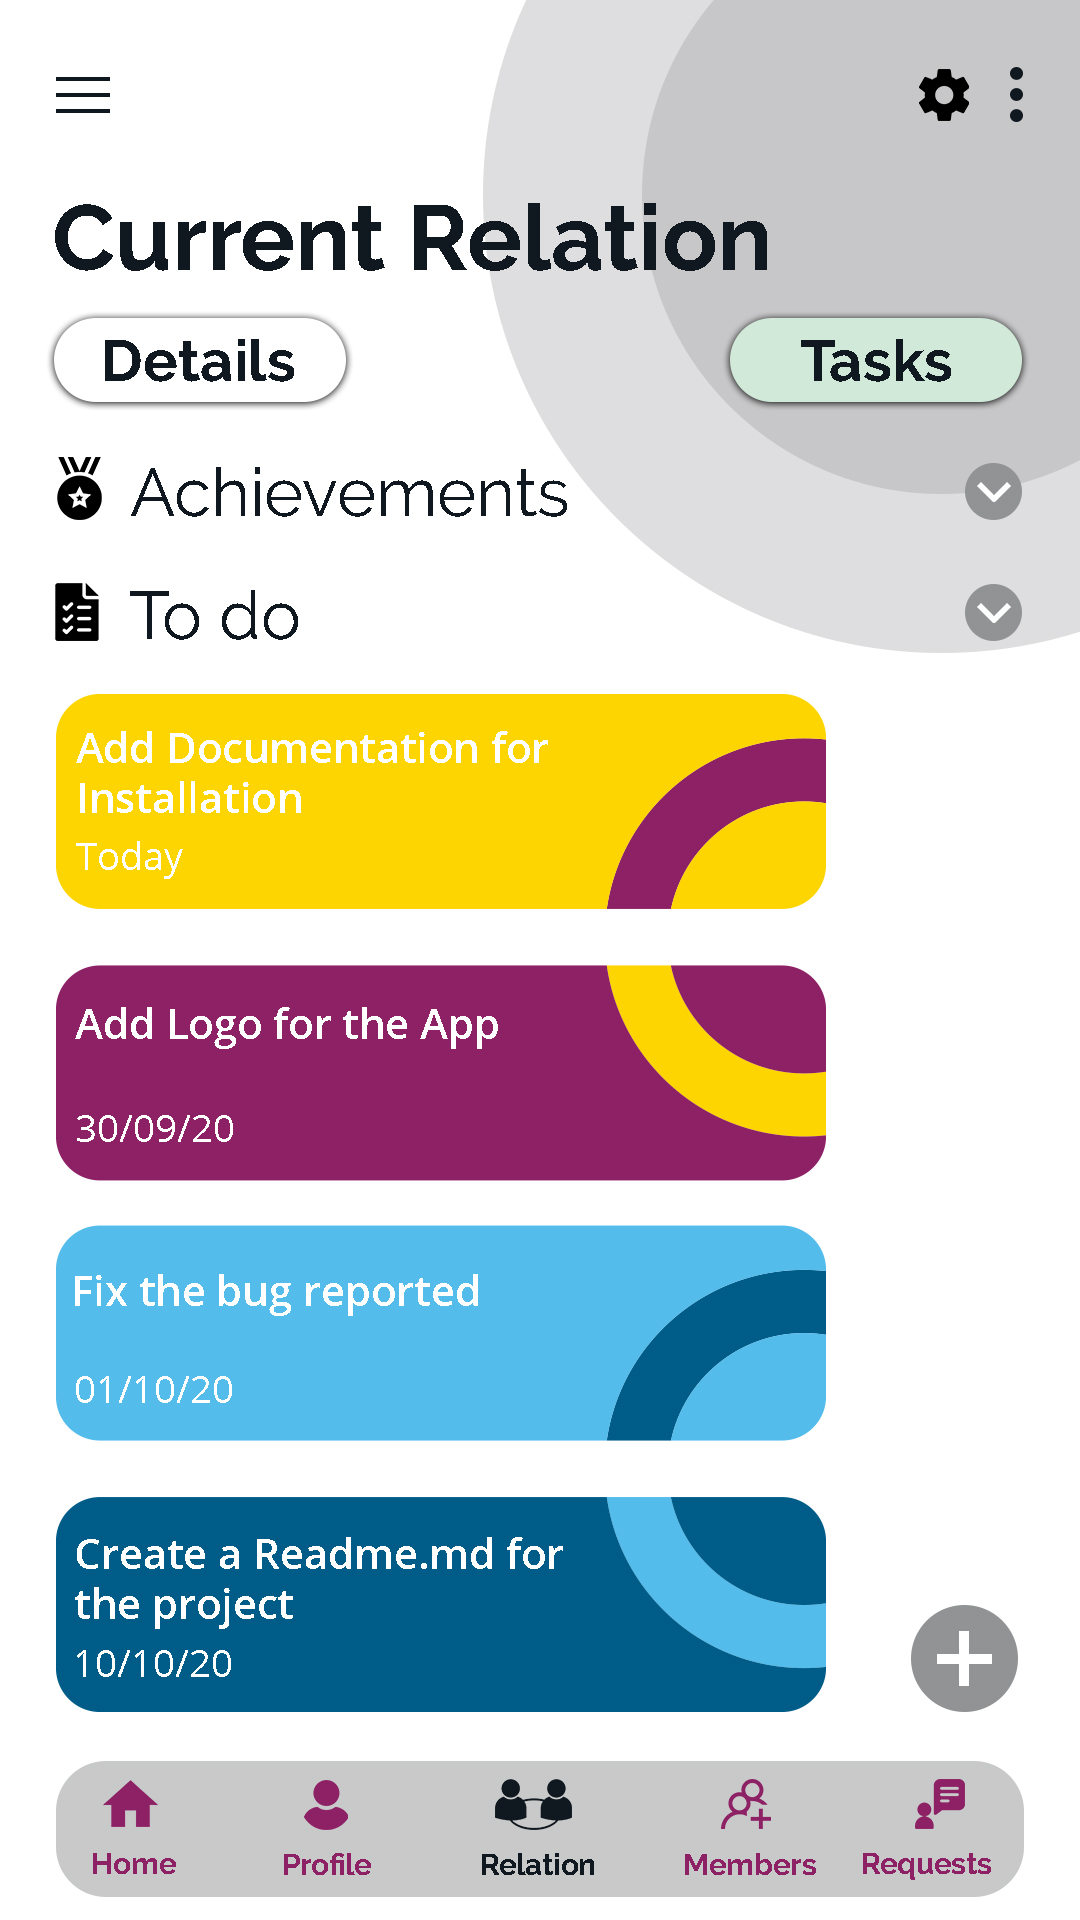 Current Relation
Details
Tasks
Achievements
To do
Add Documentation for
Installation
Today
Add Logo for the App
30/09/20
Fix the bug reported
01/10/20
Create a Readme.md for
the project
10/10/20
Home
Profile
Relation
Members
Requests